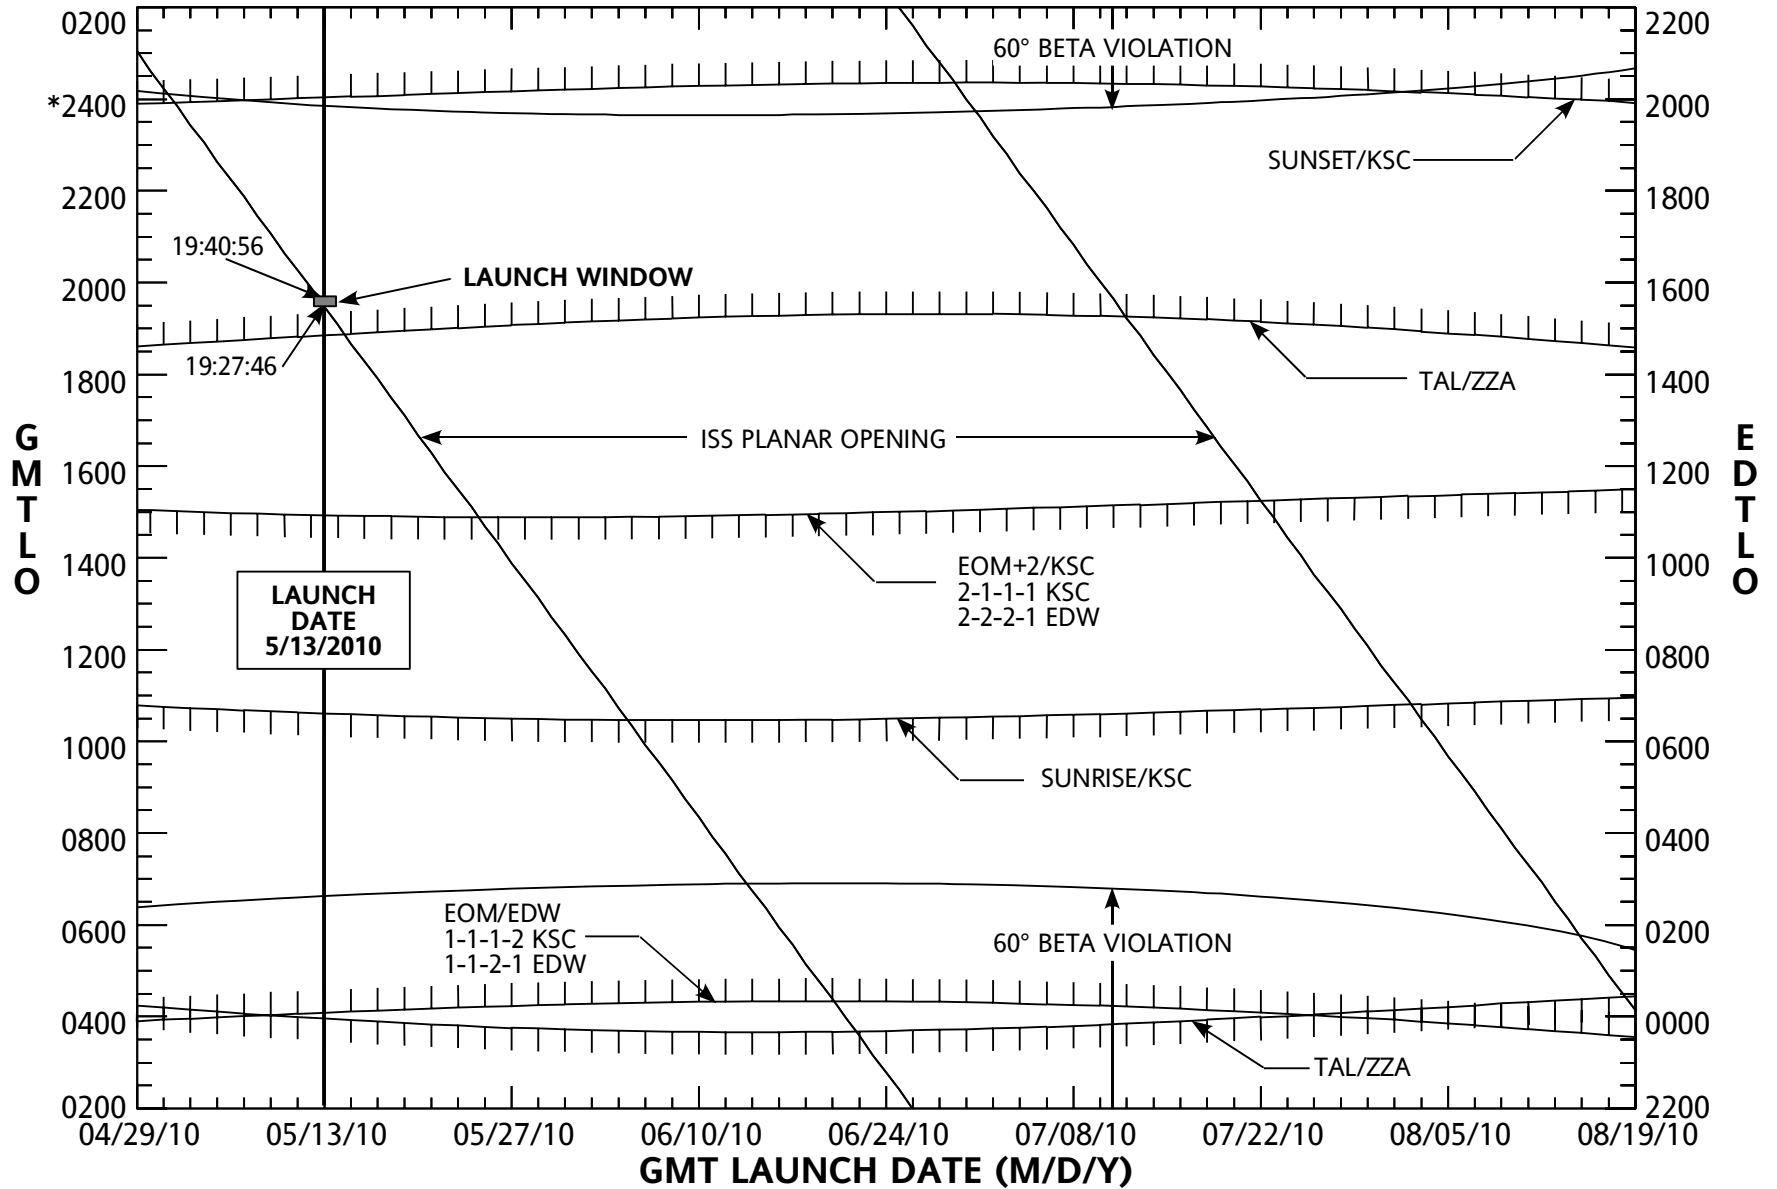 0200
2200
60° BETA VIOLATION
*2400
2000
SUNSET/KSC
2200
1800
19:40:56
LAUNCH WINDOW
2000
1600
19:27:46
1800
1400
TAL/ZZA
GMTLO
ISS PLANAR OPENING
EDTLO
1600
1200
1400
1000
EOM+2/KSC
2-1-1-1 KSC
2-2-2-1 EDW
LAUNCH
DATE
5/13/2010
1200
0800
1000
0600
SUNRISE/KSC
0800
0400
EOM/EDW
1-1-1-2 KSC
1-1-2-1 EDW
0600
0200
60° BETA VIOLATION
0400
0000
TAL/ZZA
0200
2200
04/29/10 05/13/10 05/27/10 06/10/10 06/24/10 07/08/10 07/22/10 08/05/10 08/19/10
GMT LAUNCH DATE (M/D/Y)